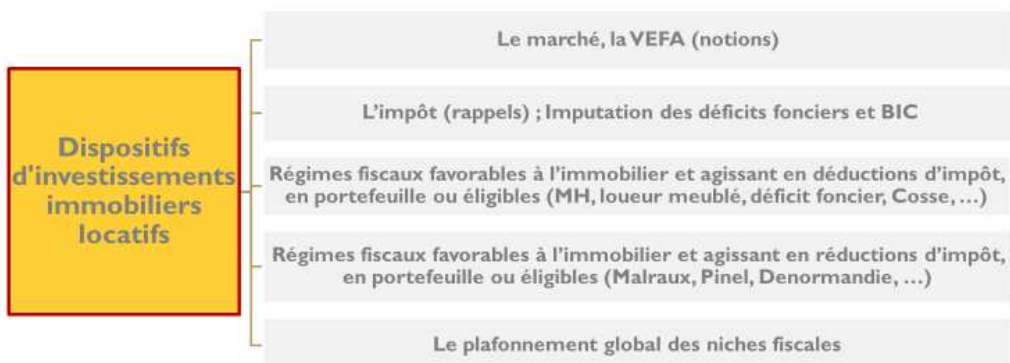 Dispositifs
d'investissements
immobiliers
locatifs
Le marché, la VEFA (notions)
L'impôt (rappels) ; Imputation des déficits fonciers et BIC
Régimes fiscaux favorables à l'immobilier et agissant en déductions d'impôt,
en portefeuille ou éligibles (MH, loueur meublé, déficit foncier, Cosse, ...)
Régimes fiscaux favorables à l'immobilier et agissant en réductions d'impôt,
en portefeuille ou éligibles (Malraux, Pinel, Denormandie, ...)
Le plafonnement global des niches fiscales